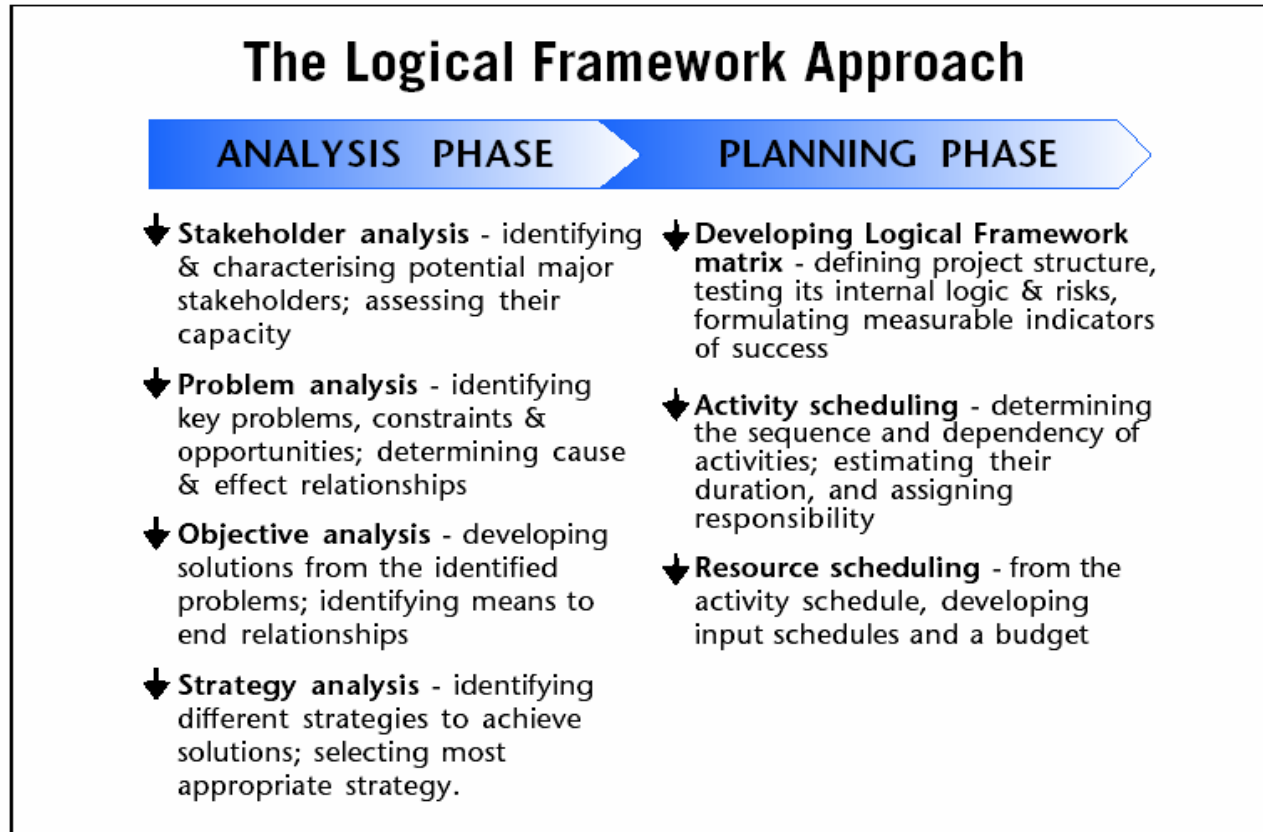 The Logical Framework Approach
ANALYSIS PHASE
PLANNING PHASE
Stakeholder analysis - identifying
& characterising potential major
stakeholders; assessing their
capacity
Problem analysis - identifying
key problems, constraints &
opportunities; determining cause
& effect relationships
Objective analysis - developing
solutions from the identified
problems; identifying means to
end relationships
Strategy analysis - identifying
different strategies to achieve
solutions; selecting most
appropriate strategy.
Developing Logical Framework
matrix - defining project structure,
testing its internal logic & risks,
formulating measurable indicators
of success
Activity scheduling - determining
the sequence and dependency of
activities; estimating their
duration, and assigning
responsibility
Resource scheduling - from the
activity schedule, developing
input schedules and a budget